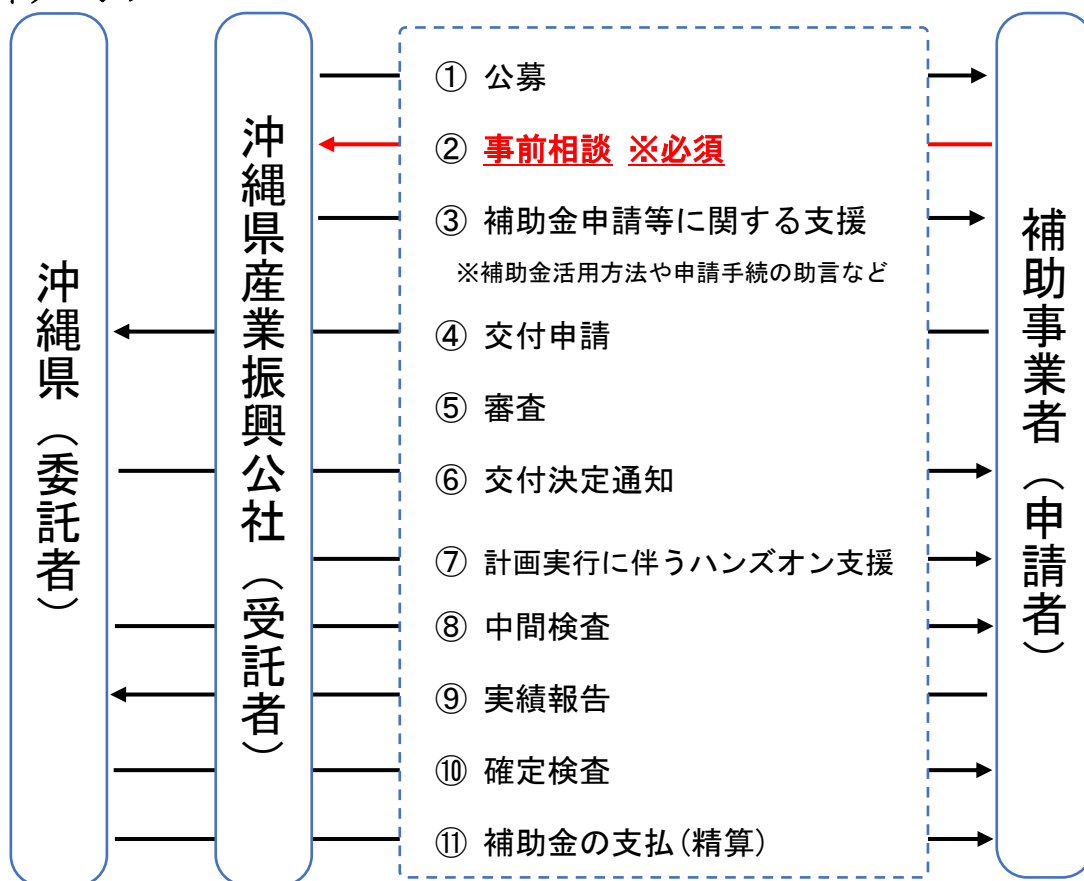 沖縄県（委託者）
沖縄県産業振興公社（受託者）
① 公募
② 事前相談 ※必須
③ 補助金申請等に関する支援
※補助金活用方法や申請手続の助言など
④ 交付申請
⑤ 審査
⑥ 交付決定通知
⑦ 計画実行に伴うハンズオン支援
⑧ 中間検査
⑨ 実績報告
⑩ 確定検査
⑪ 補助金の支払（精算）
補助事業者（申請者）